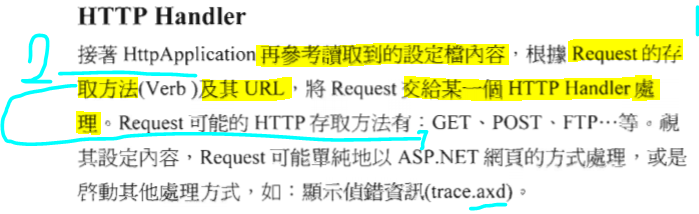 HTTP Handler
接著 HttpApplication 再參考讀取到的設定檔內容，根據 Request 的存
取方法(Verb )及其 URL，將 Request 交給某一個 HTTP Handler 處
理。Request 可能的 HTTP 存取方法有：GET、POST、FTP…等。視
其設定內容，Request 可能單純地以 ASP.NET 網頁的方式處理，或是
啓動其他處理方式，如：顯示偵錯資訊(trace.axd)。